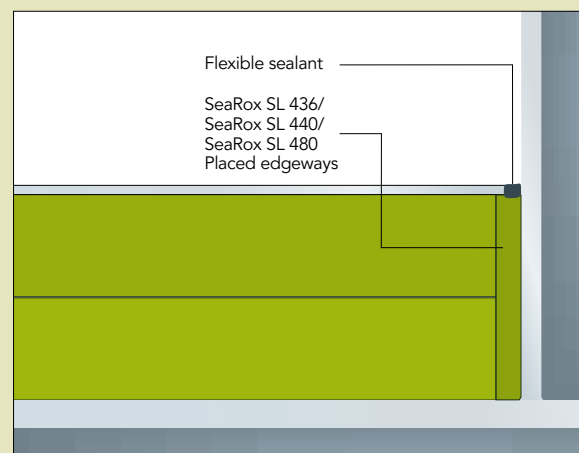 Flexible sealant
SeaRox SL 436/
SeaRox SL 440/
SeaRox SL 480
Placed edgeways